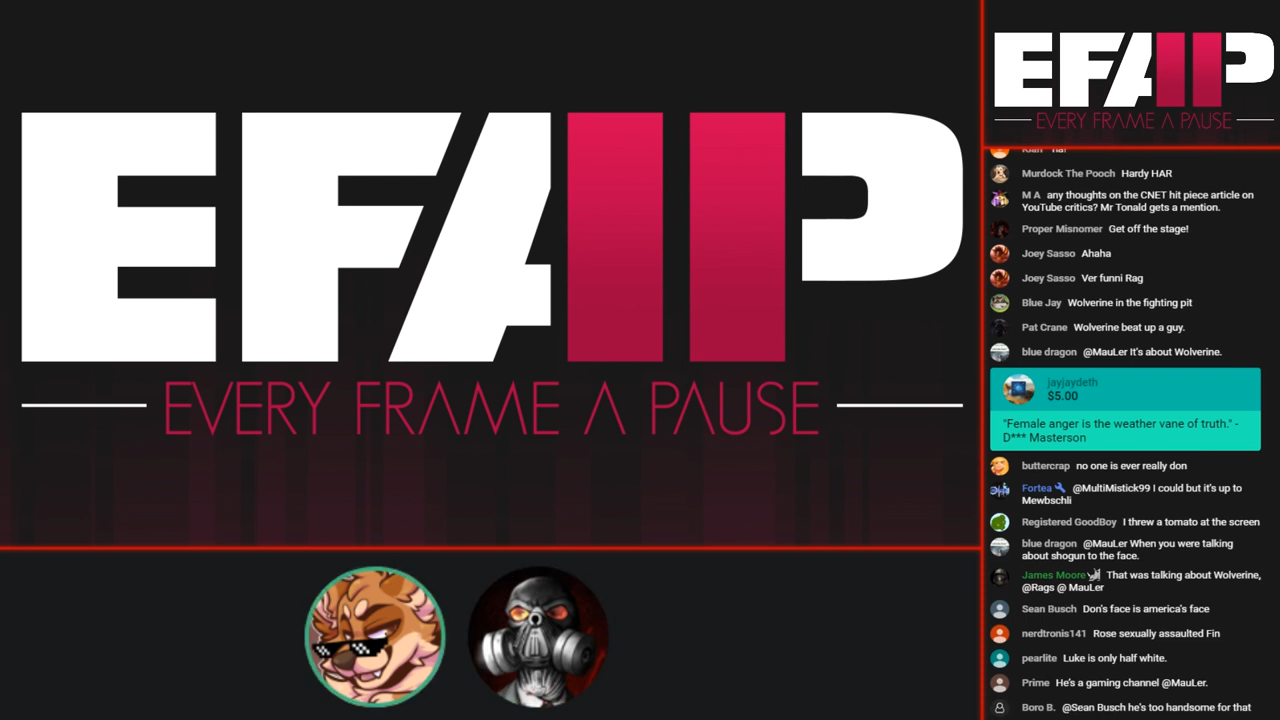 EFAP
EVERY FRAME A PAUSE
EFAP
EVERY FRAME A PAUSE
Murdock The Pooch Hardy HAR
M A any thoughts on the CNET hit piece article on
YouTube critics? Mr Tonald gets a mention.
Proper Misnomer Get off the stage!
Joey Sasso Ahaha
Joey Sasso Ver funni Rag
Blue Jay Wolverine in the fighting pit
Pat Crane Wolverine beat up a guy.
blue dragon @MauLer It's about Wolverine.
jayjaydeth
$5.00
"Female anger is the weather vane of truth." -
D*** Masterson
buttercrap no one is ever really don
Fortea @MultiMistick99 I could but it's up to
Mewbschli
Registered GoodBoy I threw a tomato at the screen
blue dragon @MauLer When you were talking
about shogun to the face.
James Moore That was talking about Wolverine,
@Rags @ MauLer
Sean Busch Don's face is america's face
nerdtronis141 Rose sexually assaulted Fin
pearlite Luke is only half white.
Prime He's a gaming channel @MauLer.
Boro B. @Sean Busch he's too handsome for that